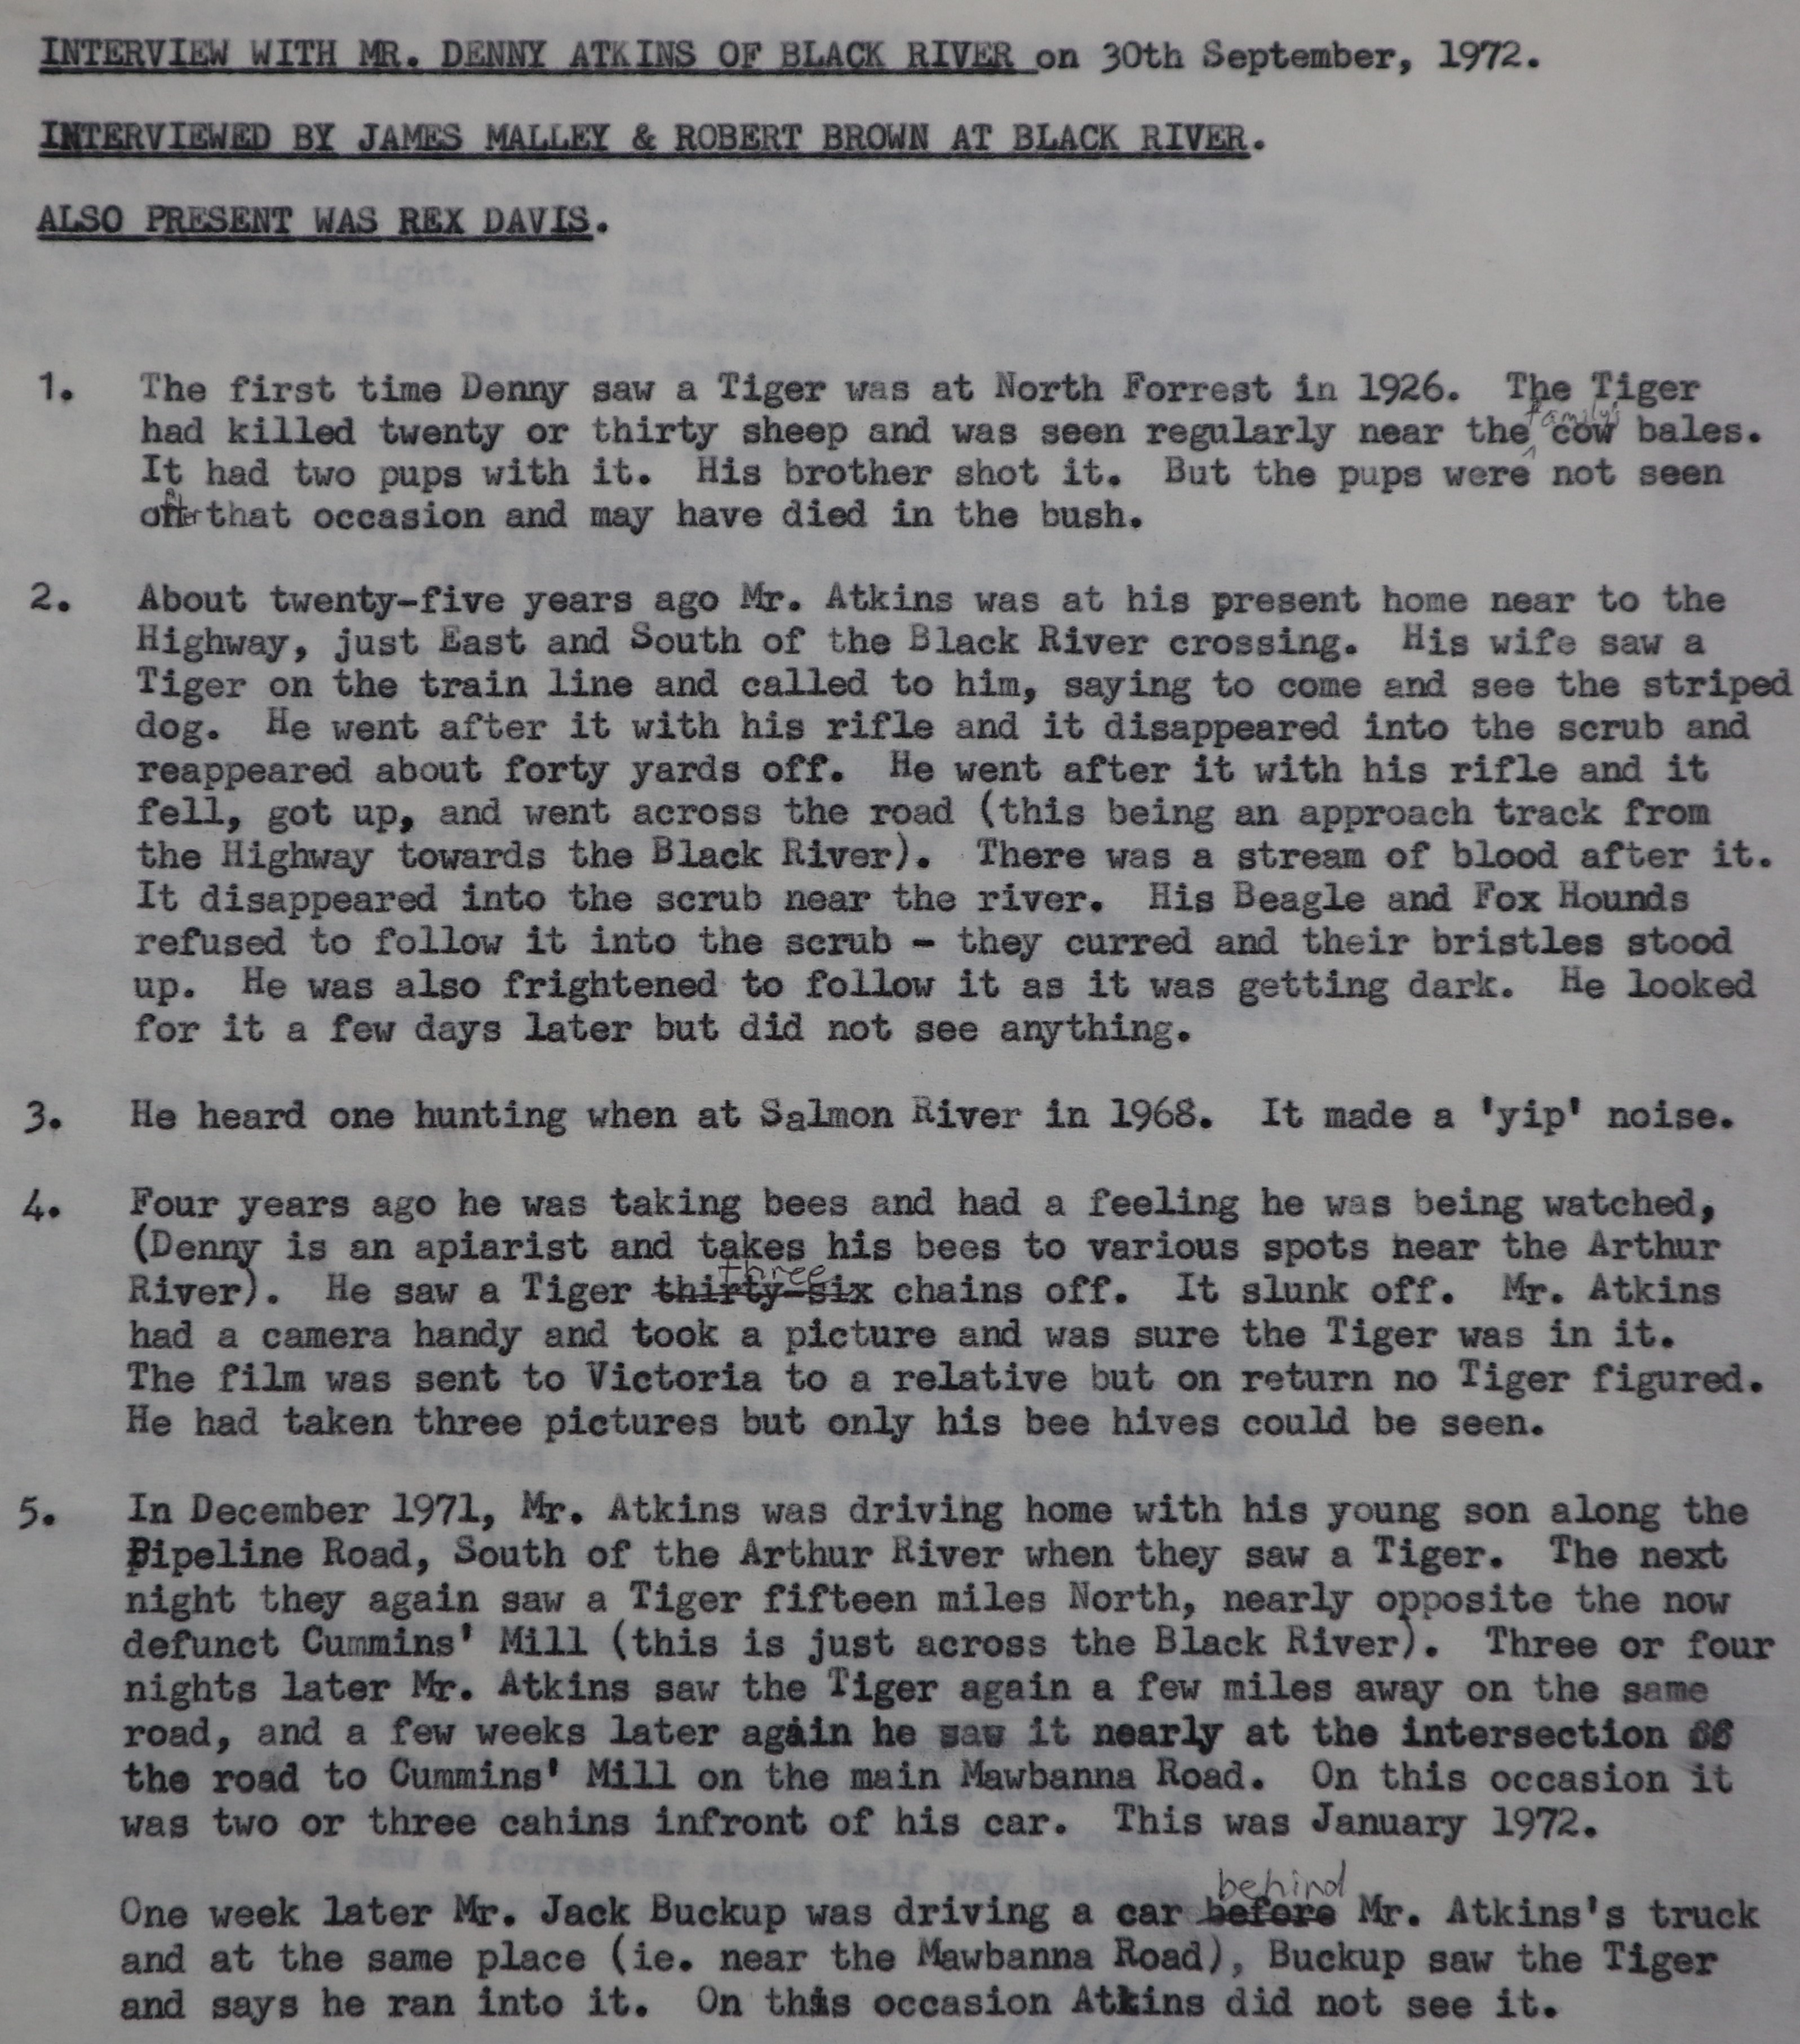 INTERVIEW WITH MR. DENNY ATKINS OF BLACK RIVER on 30th September, 1972.
INTERVIEWED BY JAMES MALLEY & ROBERT BROWN AT BLACK RIVER.
ALSO PRESENT WAS REX DAVIS.
1. The first time Denny saw a Tiger was at North Forrest in 1926. The Tiger
had killed twenty or thirty sheep and was seen regularly near the family's cow bales.
It had two pups with it. His brother shot it. But the pups were not seen
after that occasion and may have died in the bush.
2. About twenty-five years ago Mr. Atkins was at his present home near to the
Highway, just East and South of the Black River crossing. His wife saw a
Tiger on the train line and called to him, saying to come and see the striped
dog. He went after it with his rifle and it disappeared into the scrub and
reappeared about forty yards off. He went after it with his rifle and it
fell, got up, and went across the road (this being an approach track from
the Highway towards the Black River). There was a stream of blood after it.
It disappeared into the scrub near the river. His Beagle and Fox Hounds
refused to follow it into the scrub - they curred and their bristles stood
up. He was also frightened to follow it as it was getting dark. He looked
for it a few days later but did not see anything.
3. He heard one hunting when at Salmon River in 1968. It made a 'yip' noise.
4. Four years ago he was taking bees and had a feeling he was being watched,
(Denny is an apiarist and takes his bees to various spots near the Arthur
three
River). He saw a Tiger thirty-six chains off. It slunk off. Mr. Atkins
had a camera handy and took a picture and was sure the Tiger was in it.
The film was sent to Victoria to a relative but on return no Tiger figured.
He had taken three pictures but only his bee hives could be seen.
5. In December 1971, Mr. Atkins was driving home with his young son along the
Pipeline Road, South of the Arthur River when they saw a Tiger. The next
night they again saw a Tiger fifteen miles North, nearly opposite the now
defunct Cummins' Mill (this is just across the Black River). Three or four
nights later Mr. Atkins saw the Tiger again a few miles away on the same
road, and a few weeks later again he saw it nearly at the intersection
the road to Cummins' Mill on the main Mawbanna Road. On this occasion it
was two or three cahins infront of his car. This was January 1972.
behind
One week later Mr. Jack Buckup was driving a car before Mr. Atkins's truck
and at the same place (ie. near the Mawbanna Road), Buckup saw the Tiger
and says he ran into it. On this occasion Atkins did not see it.